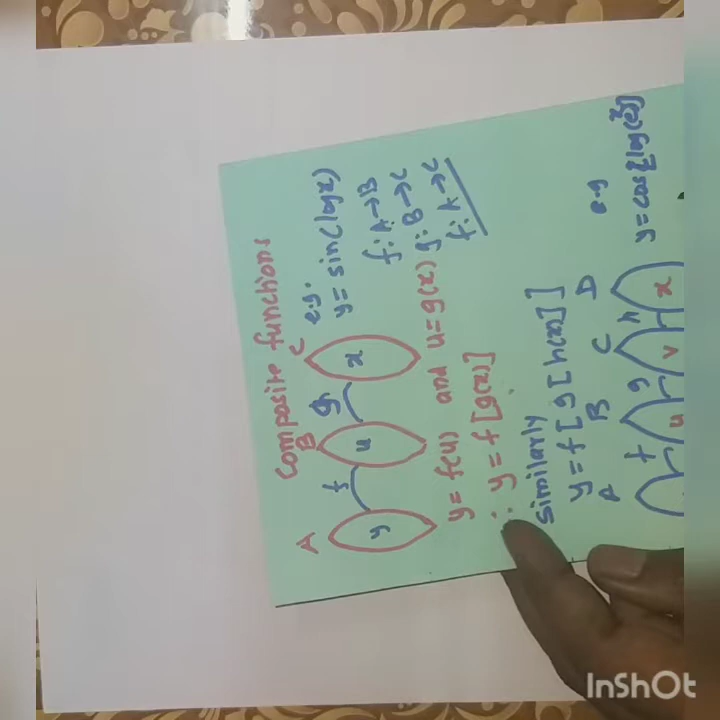 Composite functions
A B C
f g
y u x
e.g.
y = sin(logx)
f: A→B
g: B→C
f: A→C
y = f(u) and u = g(x)
∴ y = f[g(x)]
Similarly
y = f[g[h(x)]]
A B C D
f g h
u v x
e.g
y = cos{log(
InShOt